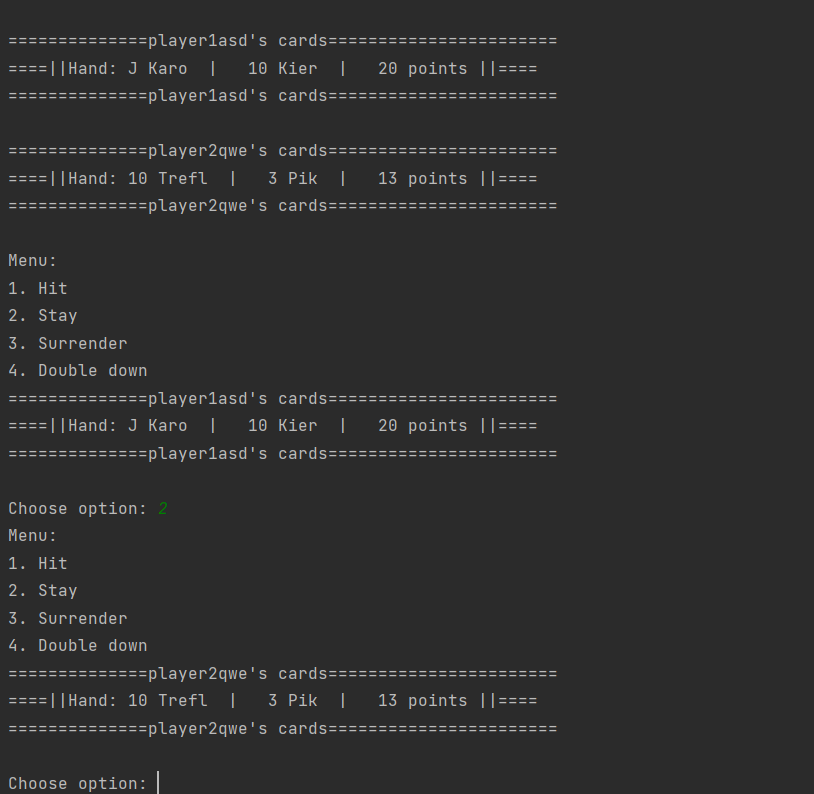 ==============player1asd's cards=======================
====||Hand: J Karo  |   10 Kier  |   20 points ||====
==============player1asd's cards=======================
==============player2qwe's cards=======================
====||Hand: 10 Trefl  |   3 Pik  |   13 points ||====
==============player2qwe's cards=======================
Menu:
1. Hit
2. Stay
3. Surrender
4. Double down
==============player1asd's cards=======================
====||Hand: J Karo  |   10 Kier  |   20 points ||====
==============player1asd's cards=======================
Choose option: 2
Menu:
1. Hit
2. Stay
3. Surrender
4. Double down
==============player2qwe's cards=======================
====||Hand: 10 Trefl  |   3 Pik  |   13 points ||====
==============player2qwe's cards=======================
Choose option: